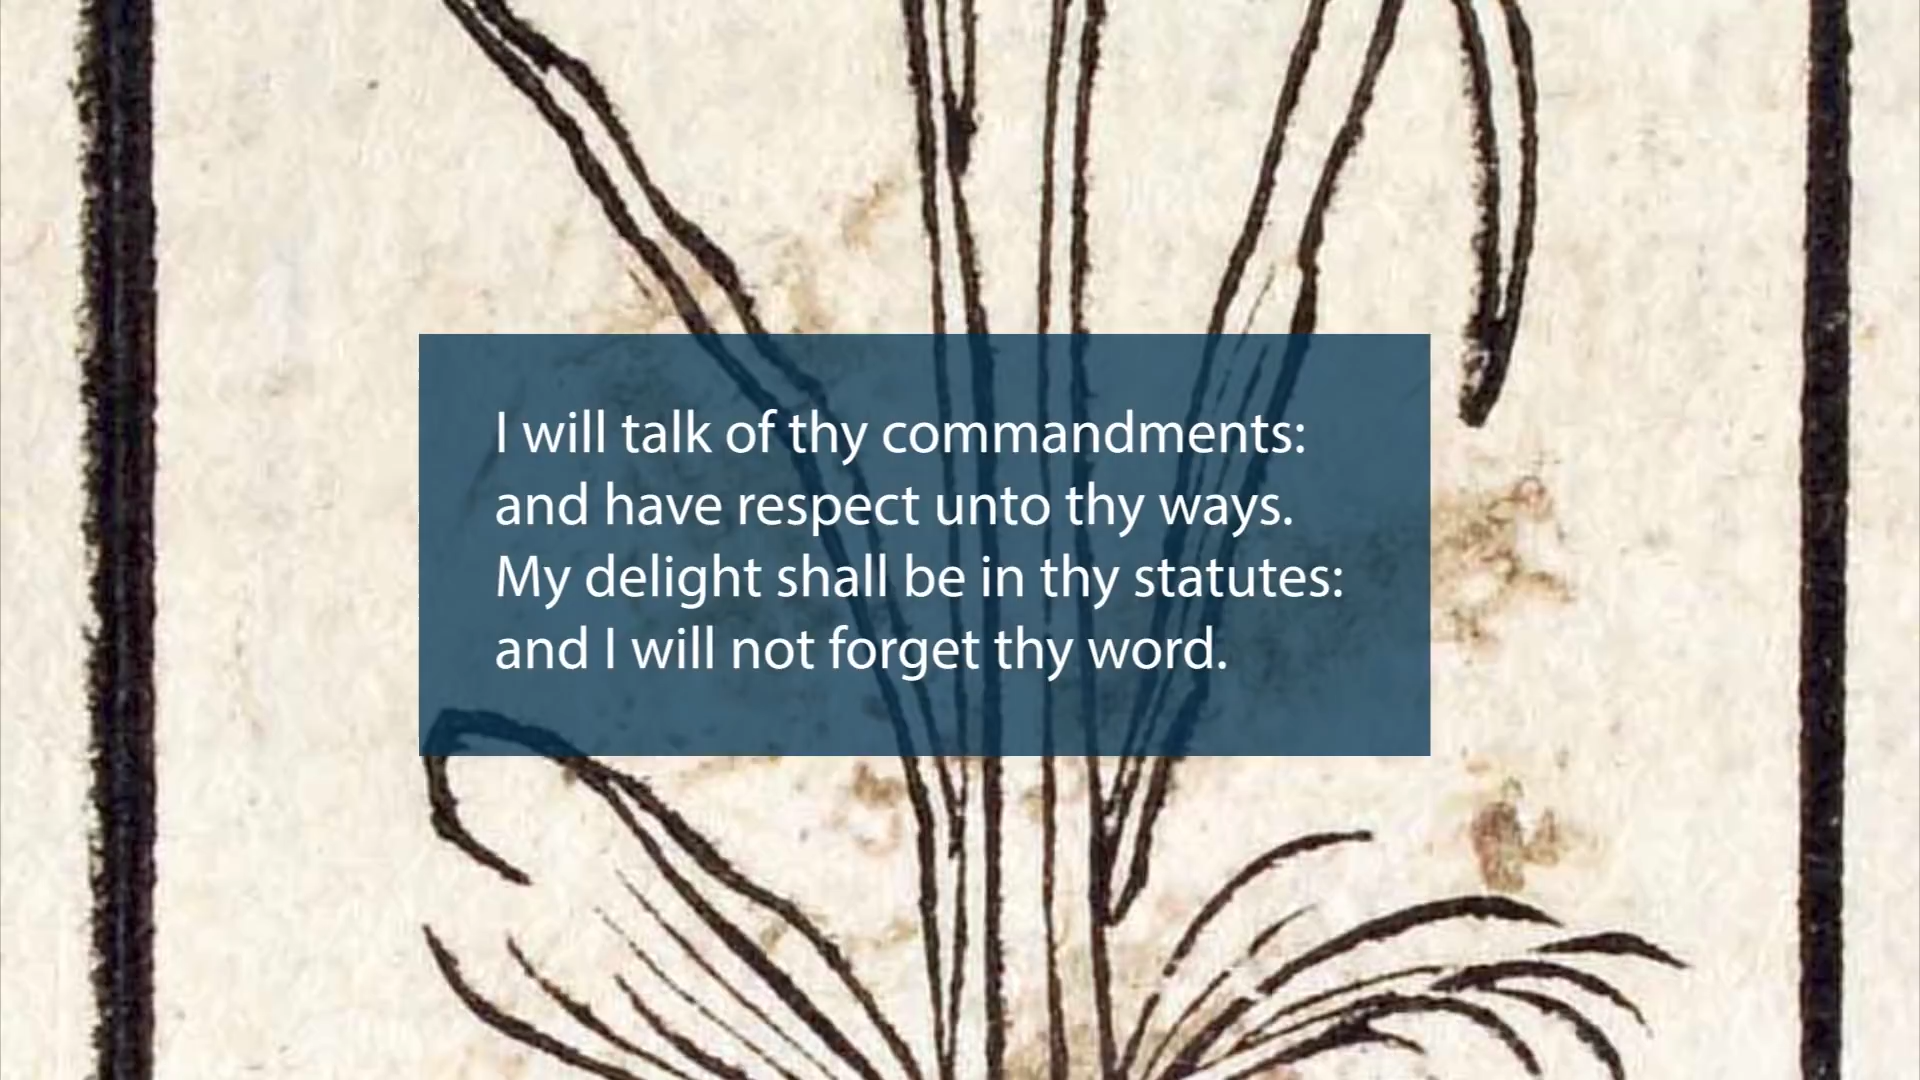 I will talk of thy commandments:
and have respect unto thy ways.
My delight shall be in thy statutes:
and I will not forget thy word.